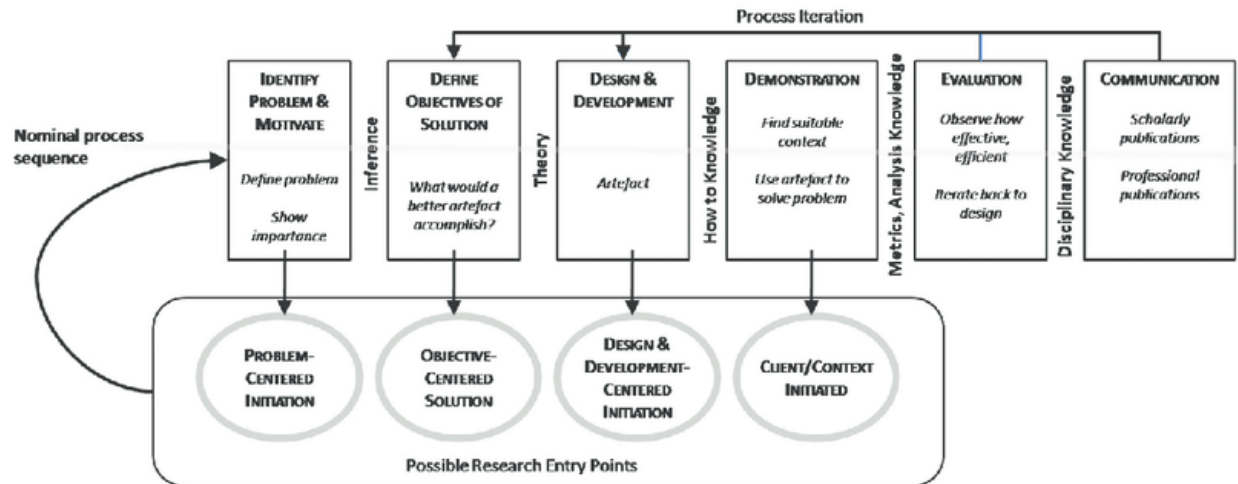 Process Iteration
Nominal process
sequence
IDENTIFY
PROBLEM &
MOTIVATE
Define problem
Show
importance
Inference
DEFINE
OBJECTIVES OF
SOLUTION
What would a
better artefact
accomplish?
Theory
DESIGN &
DEVELOPMENT
Artefact
How to Knowledge
DEMONSTRATION
Find suitable
context
Use artefact to
solve problem
Metrics, Analysis Knowledge
EVALUATION
Observe how
effective,
efficient
Iterate back to
design
Disciplinary Knowledge
COMMUNICATION
Scholarly
publications
Professional
publications
PROBLEM-
CENTERED
INITIATION
OBJECTIVE-
CENTERED
SOLUTION
DESIGN &
DEVELOPMENT-
CENTERED
INITIATION
CLIENT/CONTEXT
INITIATED
Possible Research Entry Points